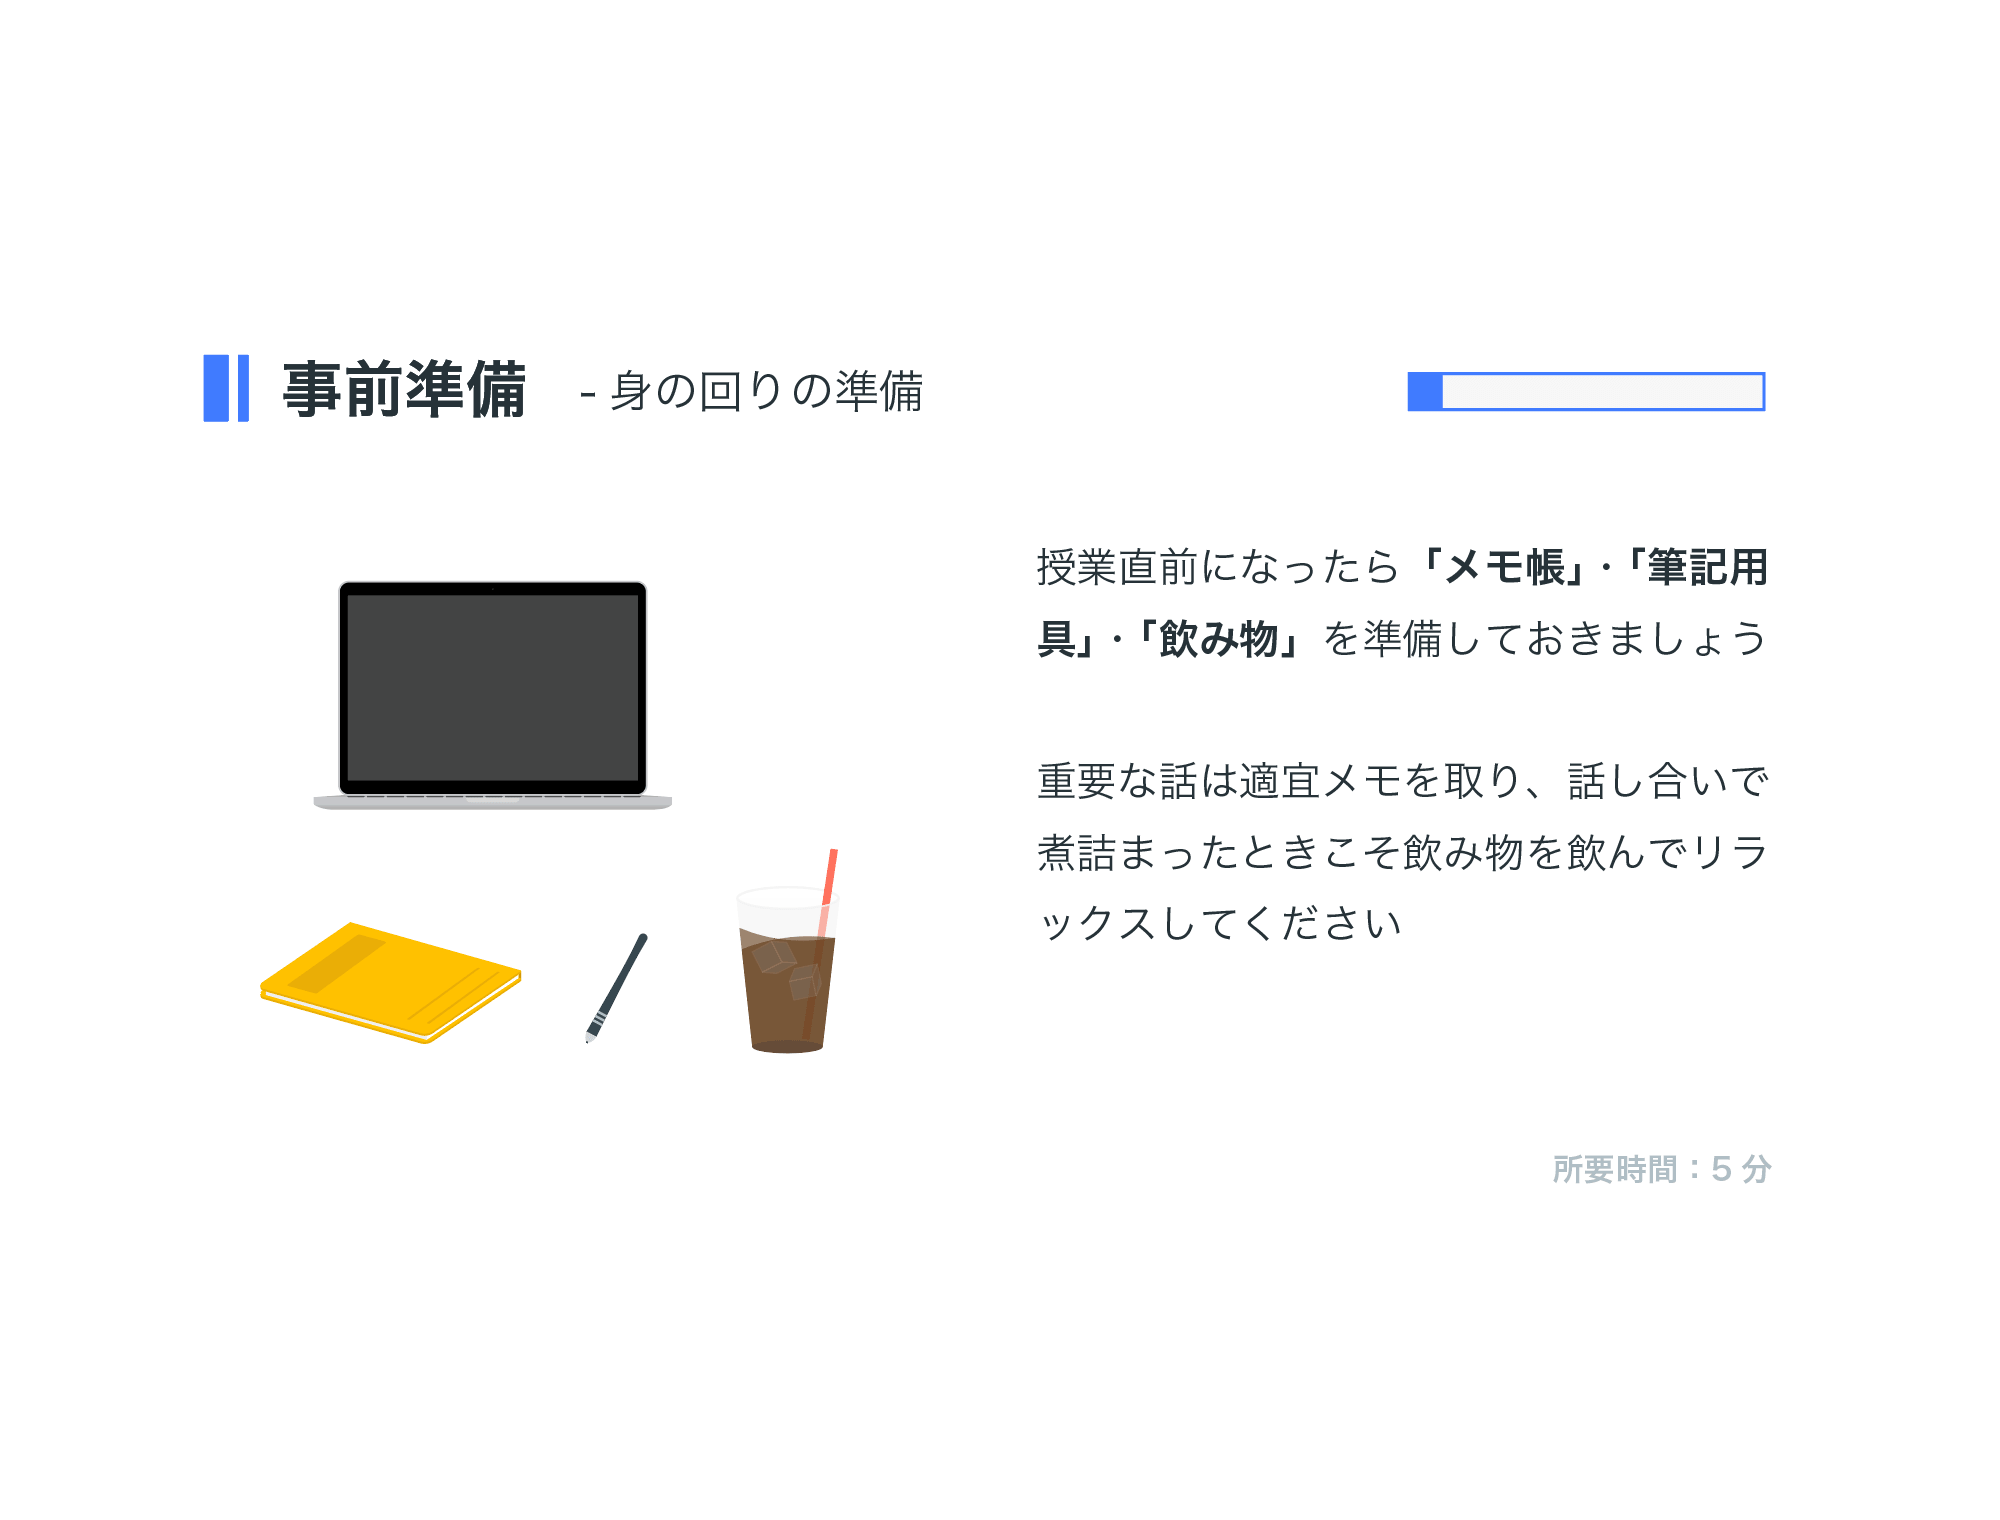 事前準備 - 身の回りの準備
授業直前になったら「メモ帳」・「筆記用
具」・「飲み物」を準備しておきましょう
重要な話は適宜メモを取り、話し合いで
煮詰まったときこそ飲み物を飲んでリラ
ックスしてください
所要時間：5 分